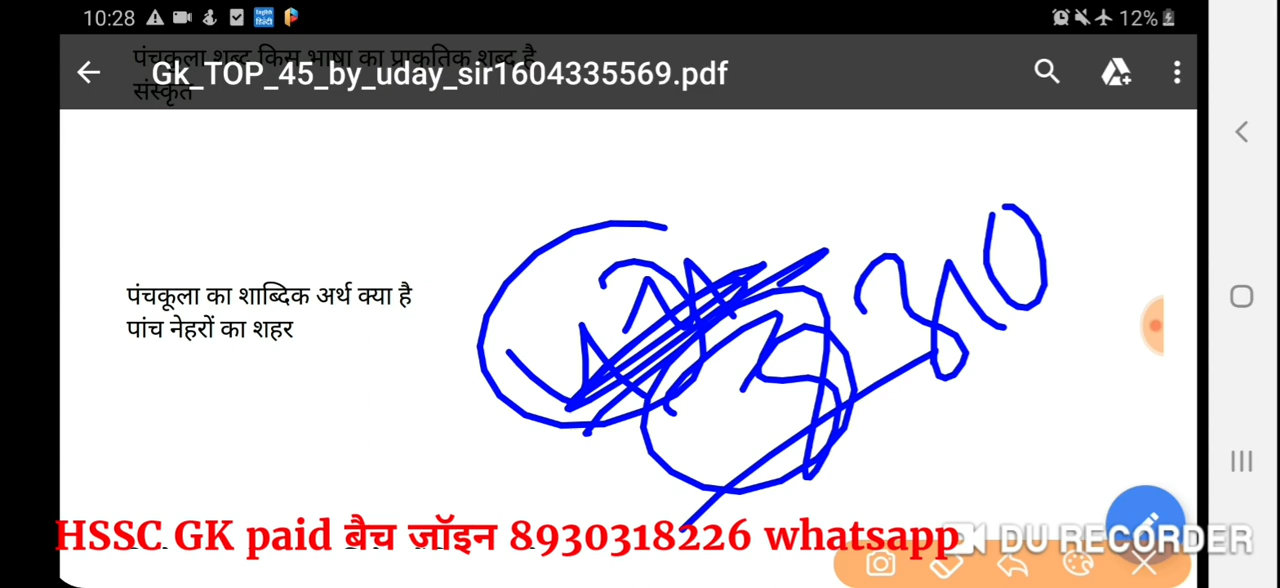 10:28
12%
पंचकूला शब्द किस भाषा का प्राकृतिक शब्द है
Gk_TOP_45_by_uday_sir1604335569.pdf
संस्कृत
पंचकूला का शाब्दिक अर्थ क्या है
पांच नेहरों का शहर
HSSC GK paid बैच जॉइन 8930318226 whatsapp
DU RECORDER